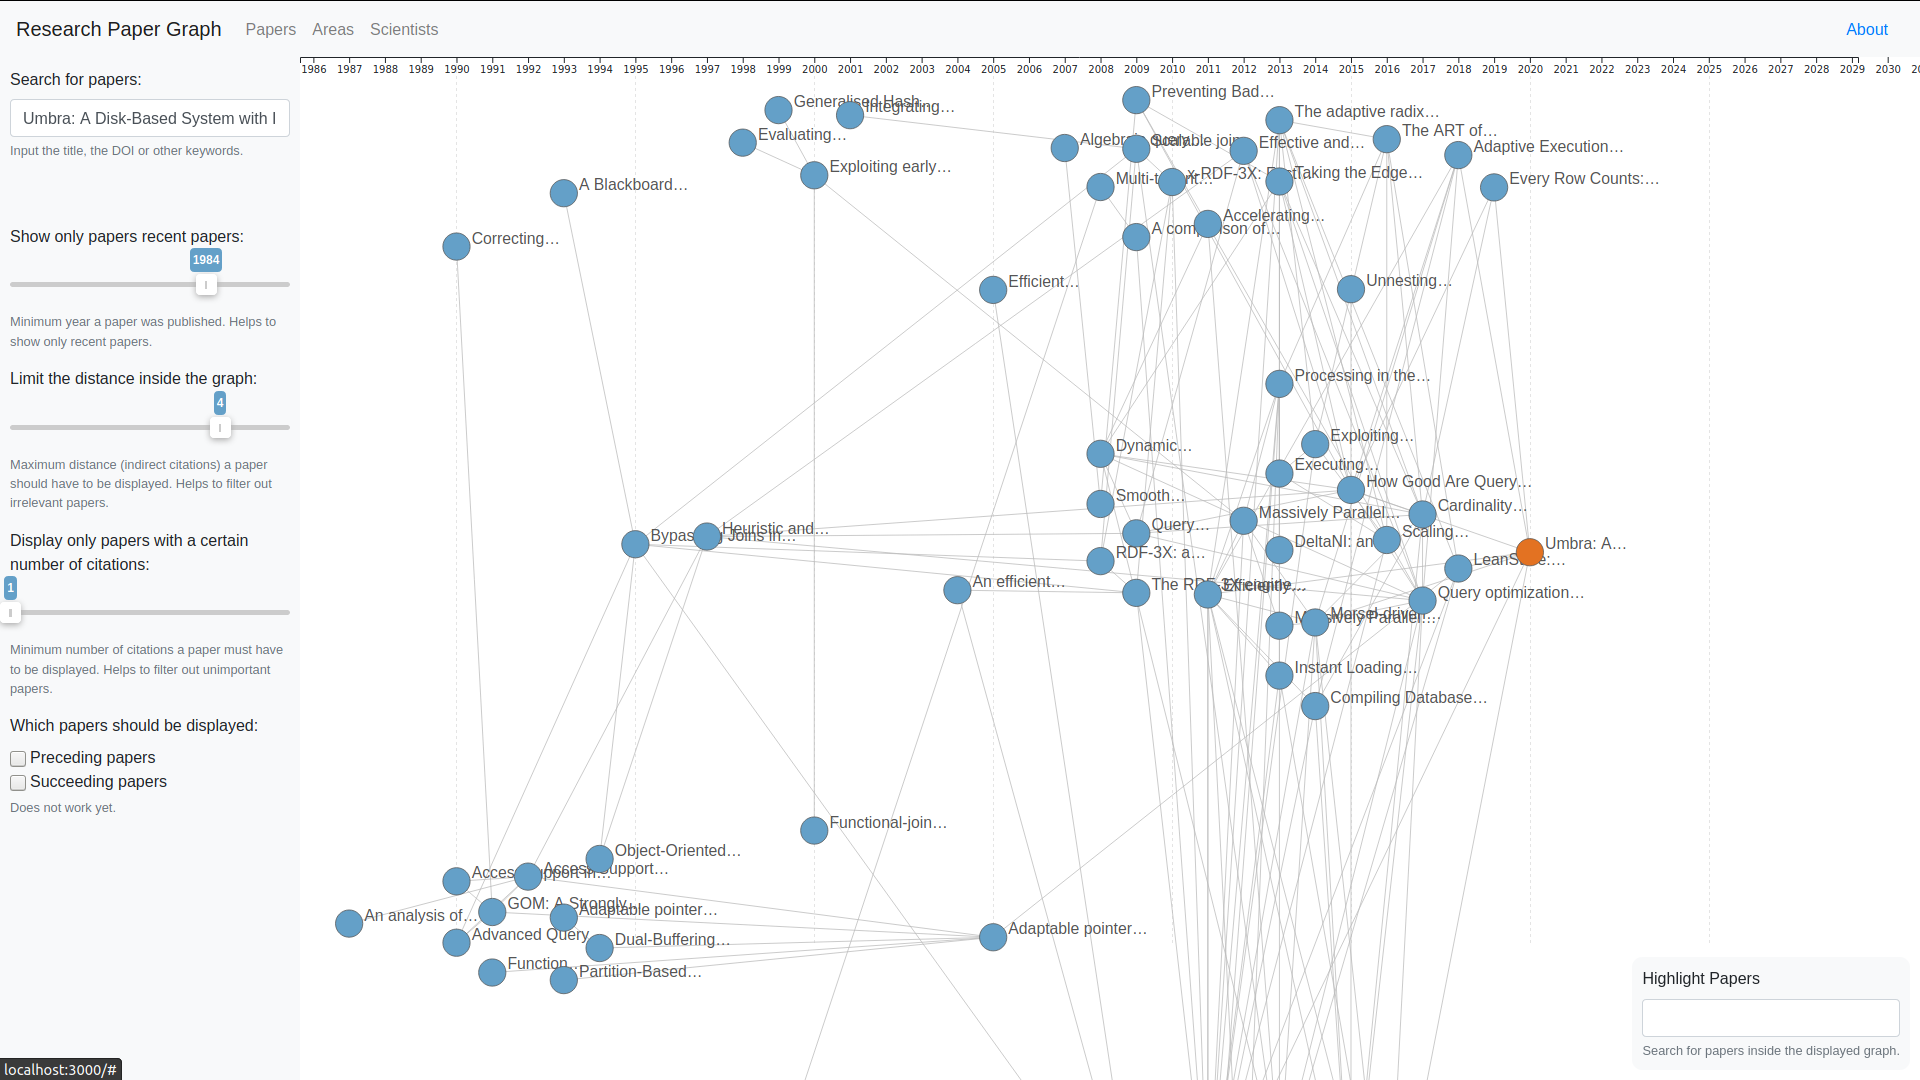 Research Paper Graph Papers Areas Scientists About
Search for papers:
Umbra: A Disk-Based System with I
Input the title, the DOI or other keywords.
Show only papers recent papers:
1984
Minimum year a paper was published. Helps to
show only recent papers.
Limit the distance inside the graph:
4
Maximum distance (indirect citations) a paper
should have to be displayed. Helps to filter out
irrelevant papers.
Display only papers with a certain
number of citations:
1
Minimum number of citations a paper must have
to be displayed. Helps to filter out unimportant
papers.
Which papers should be displayed:
Preceding papers
Succeeding papers
Does not work yet.
localhost:3000/#
1986 1987 1988 1989 1990 1991 1992 1993 1994 1995 1996 1997 1998 1999 2000 2001 2002 2003 2004 2005 2006 2007 2008 2009 2010 2011 2012 2013 2014 2015 2016 2017 2018 2019 2020 2021 2022 2023 2024 2025 2026 2027 2028 2029 2030
Preventing Bad…
Generalised Hash…
Integrating…
The adaptive radix…
The ART of…
Evaluating…
Algebraic query…
Scalable join…
Effective and…
Adaptive Execution…
Exploiting early…
x-RDF-3X: Fast…
Taking the Edge…
Multi-tenant…
Every Row Counts:…
A Blackboard…
Accelerating…
A comparison of…
Correcting…
Efficient…
Unnesting…
Processing in the…
Exploiting…
Dynamic…
Executing…
How Good Are Query…
Smooth…
Cardinality…
Massively Parallel…
Query…
Heuristic and…
Bypassing Joins in…
Scaling…
DeltaNI: an
Umbra: A…
RDF-3X: a…
LeanStore:…
An efficient…
The RDF-3X engine…
Efficiently…
Query optimization…
Morsel-driven…
Massively Parallel…
Instant Loading…
Compiling Database…
Functional-join…
Object-Oriented…
Access Support…
Access Support in…
GOM: A Strongly…
Adaptable pointer…
An analysis of…
Adaptable pointer…
Advanced Query…
Dual-Buffering…
Function…
Partition-Based…
Highlight Papers
Search for papers inside the displayed graph.